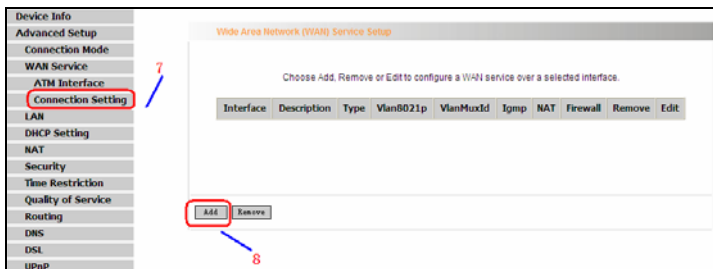 Device Info
Advanced Setup
Connection Mode
WAN Service
ATM Interface
Connection Setting
LAN
DHCP Setting
NAT
Security
Time Restriction
Quality of Service
Routing
DNS
DSL
UPnP
7
Wide Area Network (WAN) Service Setup
Choose Add, Remove or Edit to configure a WAN service over a selected interface.
Interface Description Type Vlan8021p VlanMuxId Igmp NAT Firewall Remove Edit
Add Remove
8